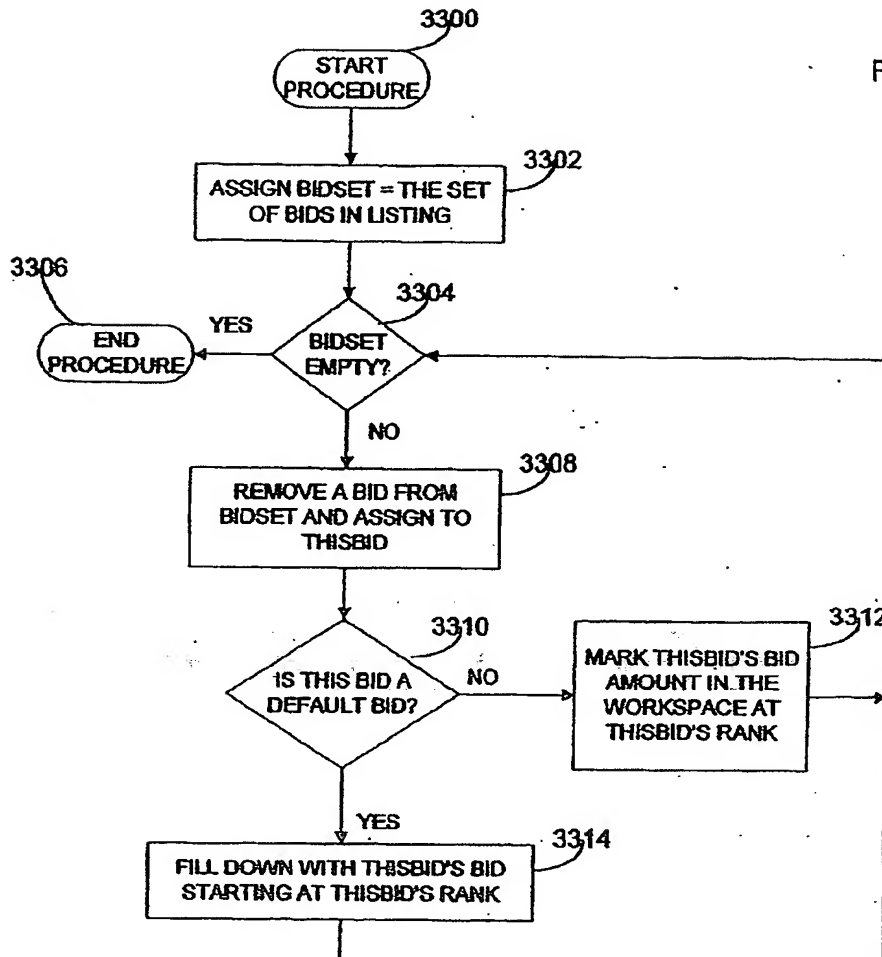 3300
START
PROCEDURE
F
3302
ASSIGN BIDSET = THE SET
OF BIDS IN LISTING
3306
3304
YES
END
PROCEDURE
BIDSET
EMPTY?
NO
3308
REMOVE A BID FROM
BIDSET AND ASSIGN TO
THISBID
3310
3312
IS THIS BID A
DEFAULT BID?
NO
MARK THISBID'S BID
AMOUNT IN THE
WORKSPACE AT
THISBID'S RANK
YES
3314
FILL DOWN WITH THISBID'S BID
STARTING AT THISBID'S RANK